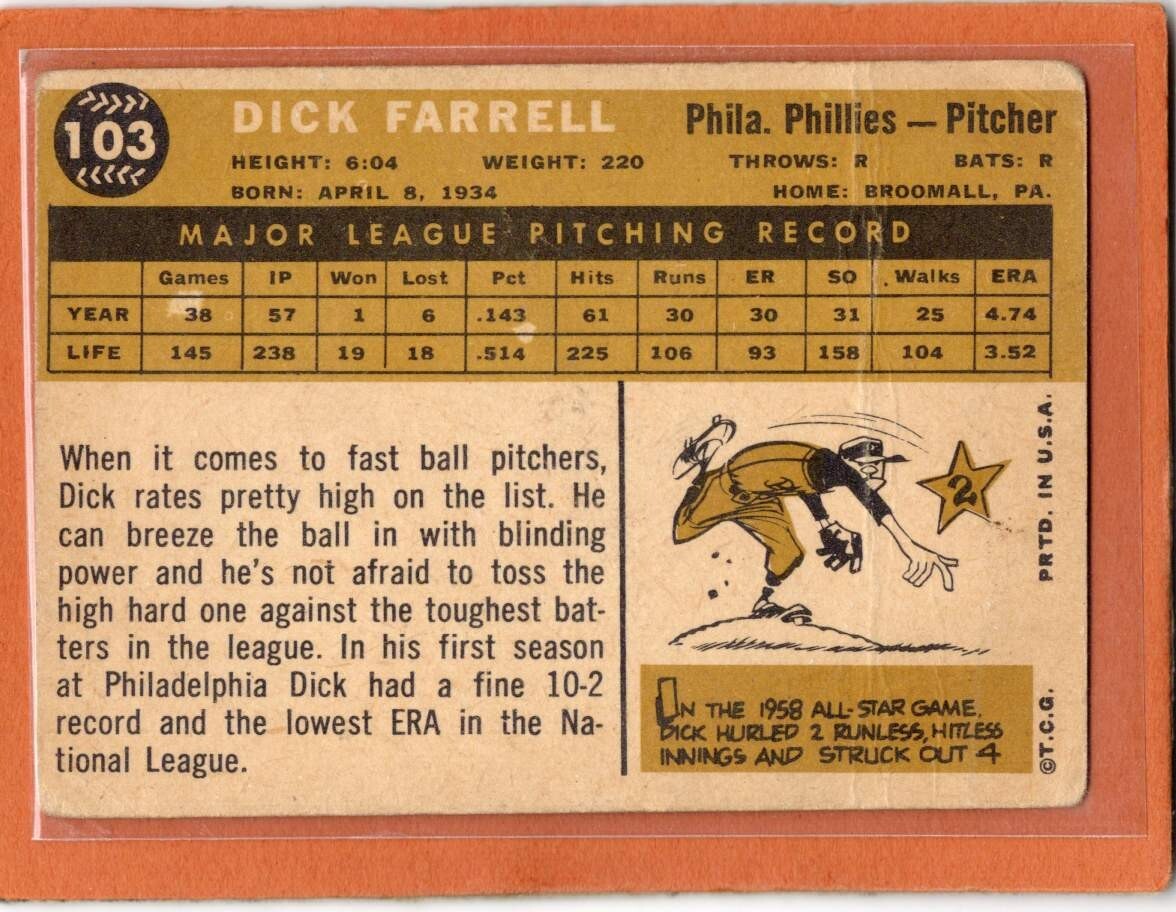 103
DICK FARRELL Phila. Phillies — Pitcher
HEIGHT: 6:04 WEIGHT: 220 THROWS: R BATS: R
BORN: APRIL 8, 1934 HOME: BROOMALL, PA.
MAJOR LEAGUE PITCHING RECORD
Games IP Won Lost Pct Hits Runs ER SO Walks ERA
YEAR 38 57 1 6 .143 61 30 30 31 25 4.74
LIFE 145 238 19 18 .514 225 106 93 158 104 3.52
When it comes to fast ball pitchers,
Dick rates pretty high on the list. He
can breeze the ball in with blinding
power and he's not afraid to toss the
high hard one against the toughest bat-
ters in the league. In his first season
at Philadelphia Dick had a fine 10-2
record and the lowest ERA in the Na-
tional League.
2
IN THE 1958 ALL-STAR GAME,
DICK HURLED 2 RUNLESS, HITLESS
INNINGS AND STRUCK OUT 4
©T.C.G. PRTD. IN U.S.A.